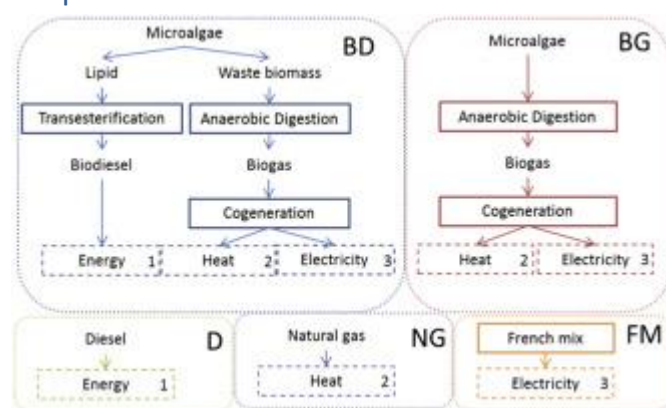 Microalgae
BD
Lipid
Waste biomass
Transesterification
Anaerobic Digestion
Biodiesel
Biogas
Cogeneration
Energy 1
Heat 2
Electricity 3
BG
Microalgae
Anaerobic Digestion
Biogas
Cogeneration
Heat 2
Electricity 3
Diesel
D
Energy 1
Natural gas
NG
Heat 2
French mix
FM
Electricity 3